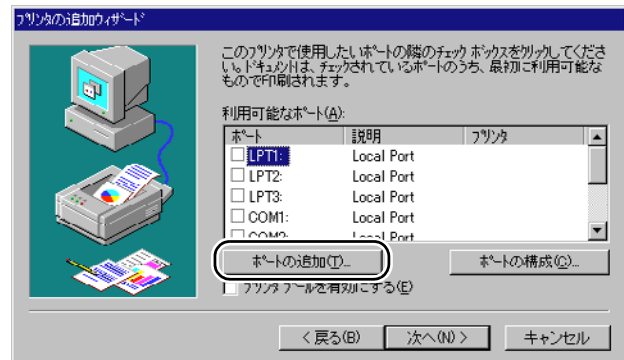 プリンタの追加ウィザード
このプリンタで使用したいポートの隣のチェック ボックスをクリックしてくださ
い。ドキュメントは、チェックされているポートのうち、最初に利用可能な
もので印刷されます。
利用可能なポート(A):
ポート 説明 プリンタ
LPT1: Local Port
LPT2: Local Port
LPT3: Local Port
COM1: Local Port
COM2: Local Port
ポートの追加(T)... ポートの構成(C)...
プリンタ プールを有効にする(E)
< 戻る(B) 次へ(N) > キャンセル